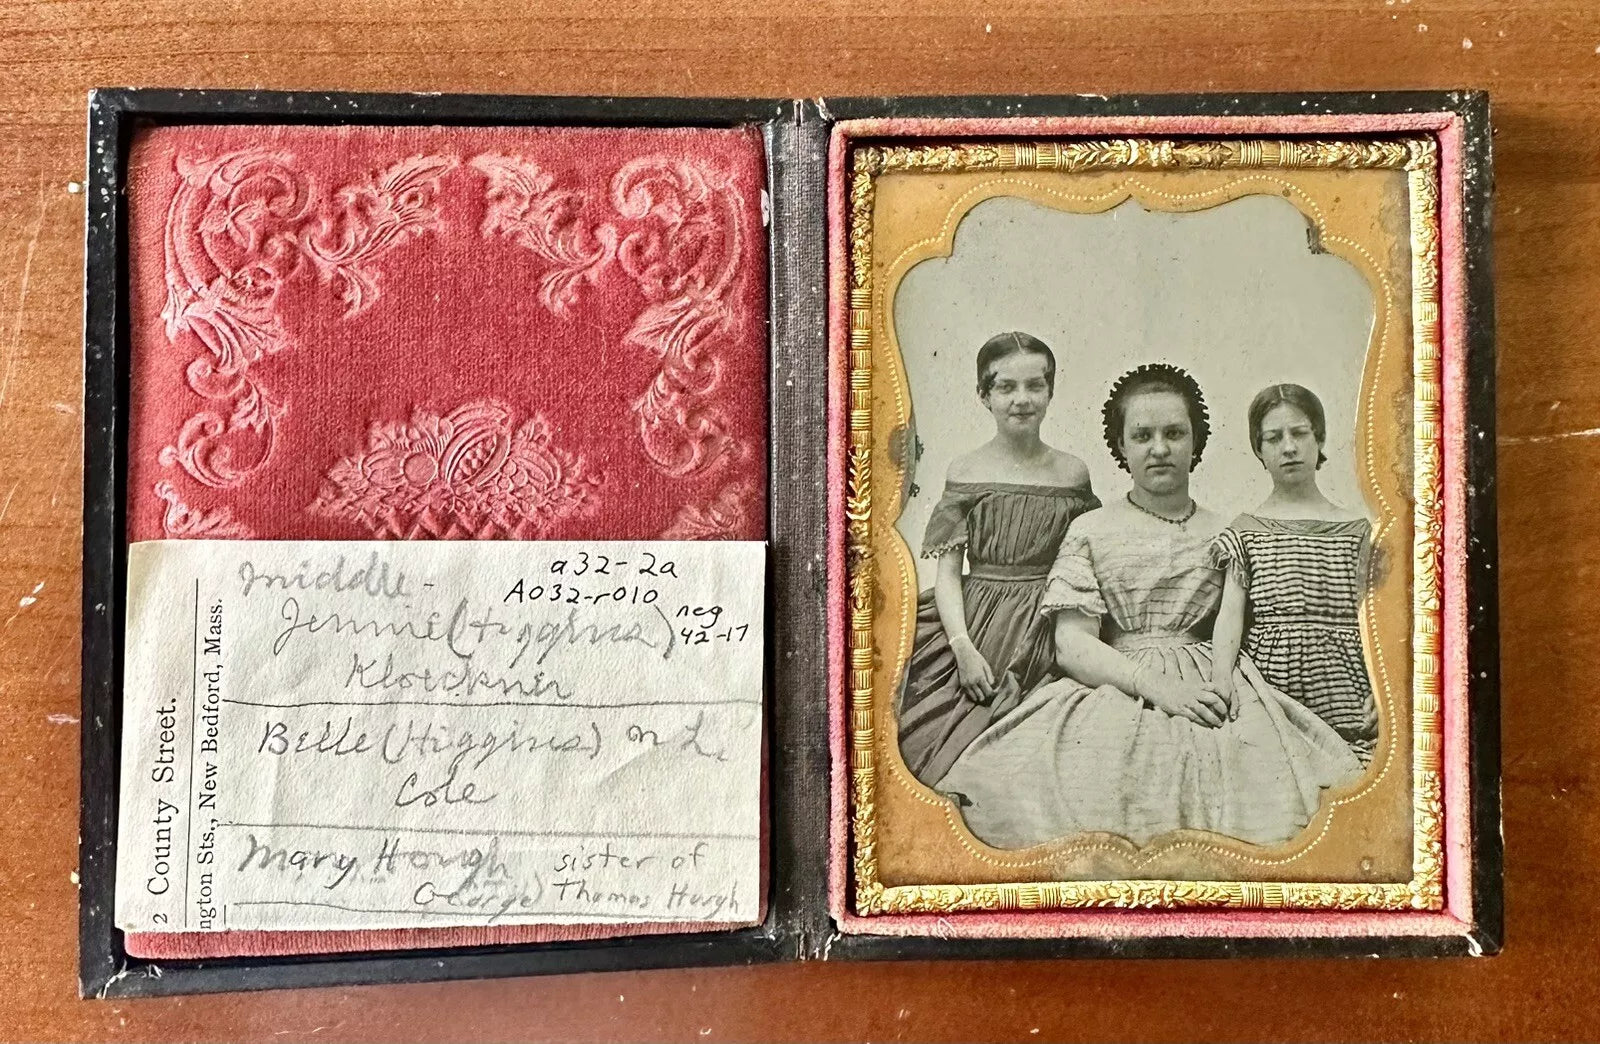 middle - a32-2a
A032-r010
Jennie (Higgins) neg
42-17
Kloeckner
Belle (Higgins) m L.
Cole
Mary Hough sister of
George) Thomas Hough
2 County Street.
ngton Sts., New Bedford, Mass.